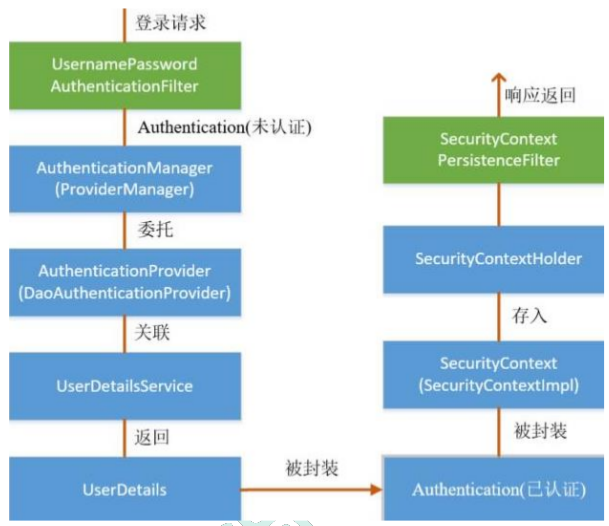 登录请求
UsernamePassword
AuthenticationFilter
Authentication(未认证)
AuthenticationManager
(ProviderManager)
委托
AuthenticationProvider
(DaoAuthenticationProvider)
关联
UserDetailsService
返回
UserDetails
被封装
Authentication(已认证)
被封装
SecurityContext
(SecurityContextImpl)
存入
SecurityContextHolder
SecurityContext
PersistenceFilter
响应返回